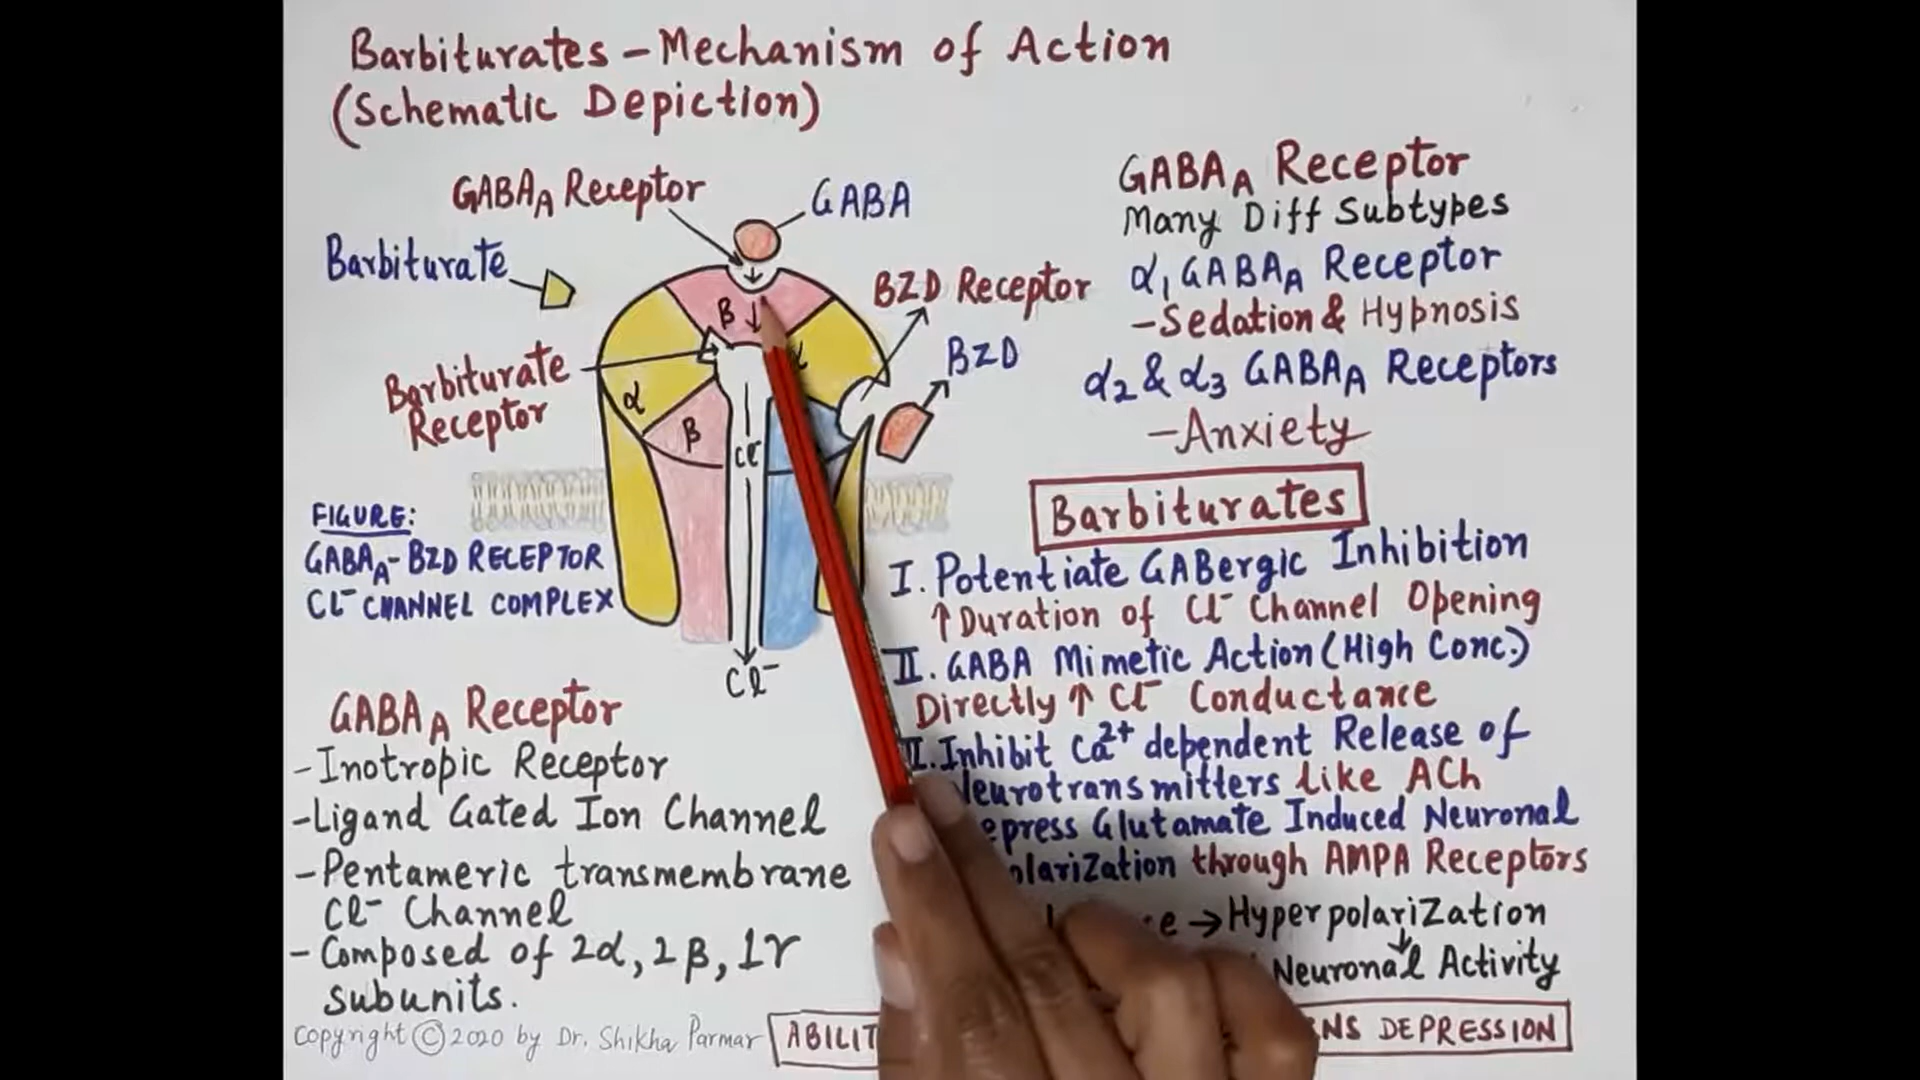 Barbiturates - Mechanism of Action
(Schematic Depiction)
GABAA Receptor
GABA
Barbiturate
BZD Receptor
BZD
β
α
Barbiturate
Receptor
α
β
Cl-
Cl-
FIGURE:
GABAA-BZD RECEPTOR
CL- CHANNEL COMPLEX
GABAA Receptor
- Inotropic Receptor
- Ligand Gated Ion Channel
- Pentameric transmembrane
Cl- Channel
- Composed of 2α, 2β, 1γ
subunits.
Copyright © 2020 by Dr. Shikha Parmar
GABAA Receptor
Many Diff Subtypes
α1 GABAA Receptor
- Sedation & Hypnosis
α2 & α3 GABAA Receptors
- Anxiety
Barbiturates
I. Potentiate GABergic Inhibition
↑ Duration of Cl- Channel Opening
II. GABA Mimetic Action (High Conc.)
Directly ↑ Cl- Conductance
Inhibit Ca2+ dependent Release of
like ACh
Glutamate Induced Neuronal
through AMPA Receptors
→ Hyperpolarization
↓
Neuronal Activity
DEPRESSION